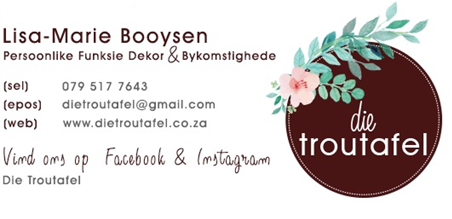 Lisa-Marie Booysen
Persoonlike Funksie Dekor & Bykomstighede
(sel) 079 517 7643
(epos) dietroutafel@gmail.com
(web) www.dietroutafel.co.za
Vind ons op Facebook & Instagram
Die Troutafel
die
troutafel